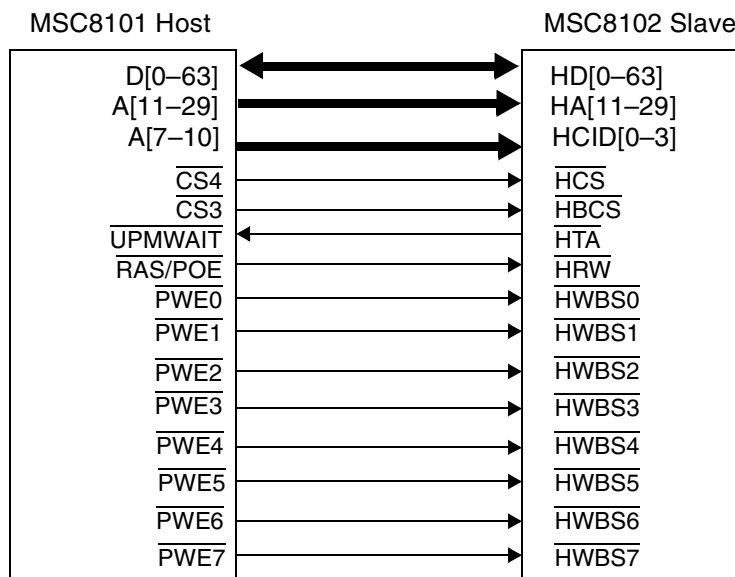 MSC8101 Host MSC8102 Slave
D[0–63] HD[0–63]
A[11–29] HA[11–29]
A[7–10] HCID[0–3]
CS4 HCS
CS3 HBCS
UPMWAIT HTA
RAS/POE HRW
PWE0 HWBS0
PWE1 HWBS1
PWE2 HWBS2
PWE3 HWBS3
PWE4 HWBS4
PWE5 HWBS5
PWE6 HWBS6
PWE7 HWBS7